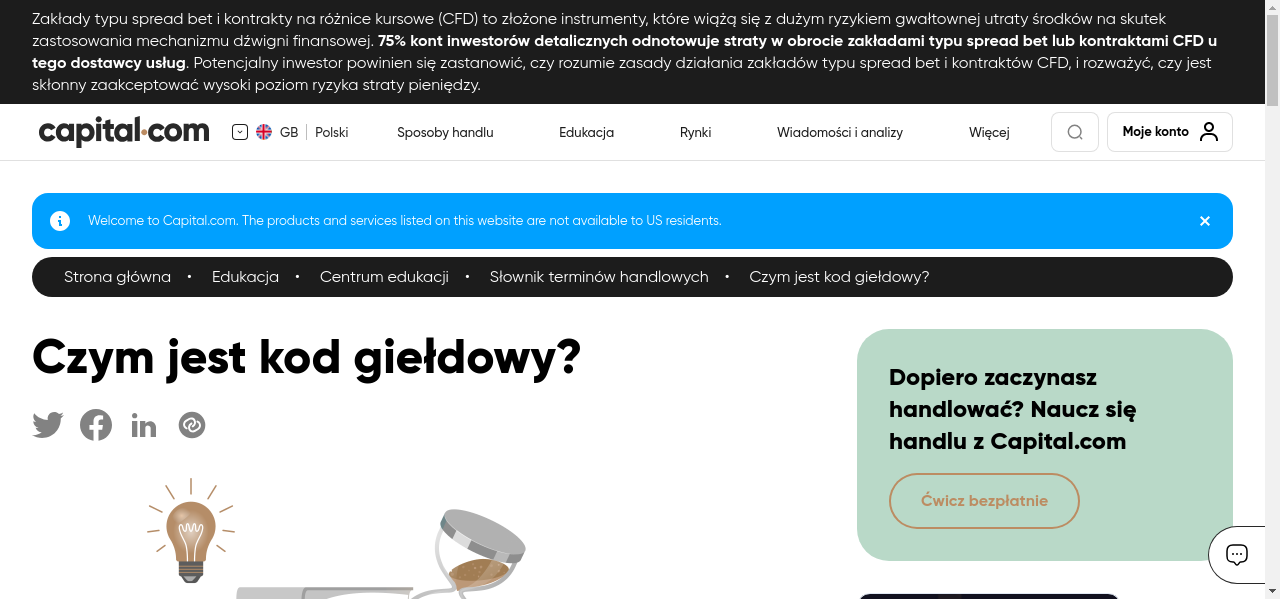 Zakłady typu spread bet i kontrakty na różnice kursowe (CFD) to złożone instrumenty, które wiążą się z dużym ryzykiem gwałtownej utraty środków na skutek
zastosowania mechanizmu dźwigni finansowej. 75% kont inwestorów detalicznych odnotowuje straty w obrocie zakładami typu spread bet lub kontraktami CFD u
tego dostawcy usług. Potencjalny inwestor powinien się zastanowić, czy rozumie zasady działania zakładów typu spread bet i kontraktów CFD, i rozważyć, czy jest
skłonny zaakceptować wysoki poziom ryzyka straty pieniędzy.
capital.com GB Polski Sposoby handlu Edukacja Rynki Wiadomości i analizy Więcej Moje konto
Welcome to Capital.com. The products and services listed on this website are not available to US residents.
Strona główna • Edukacja • Centrum edukacji • Słownik terminów handlowych • Czym jest kod giełdowy?
Czym jest kod giełdowy?
Dopiero zaczynasz
handlować? Naucz się
handlu z Capital.com
Ćwicz bezpłatnie